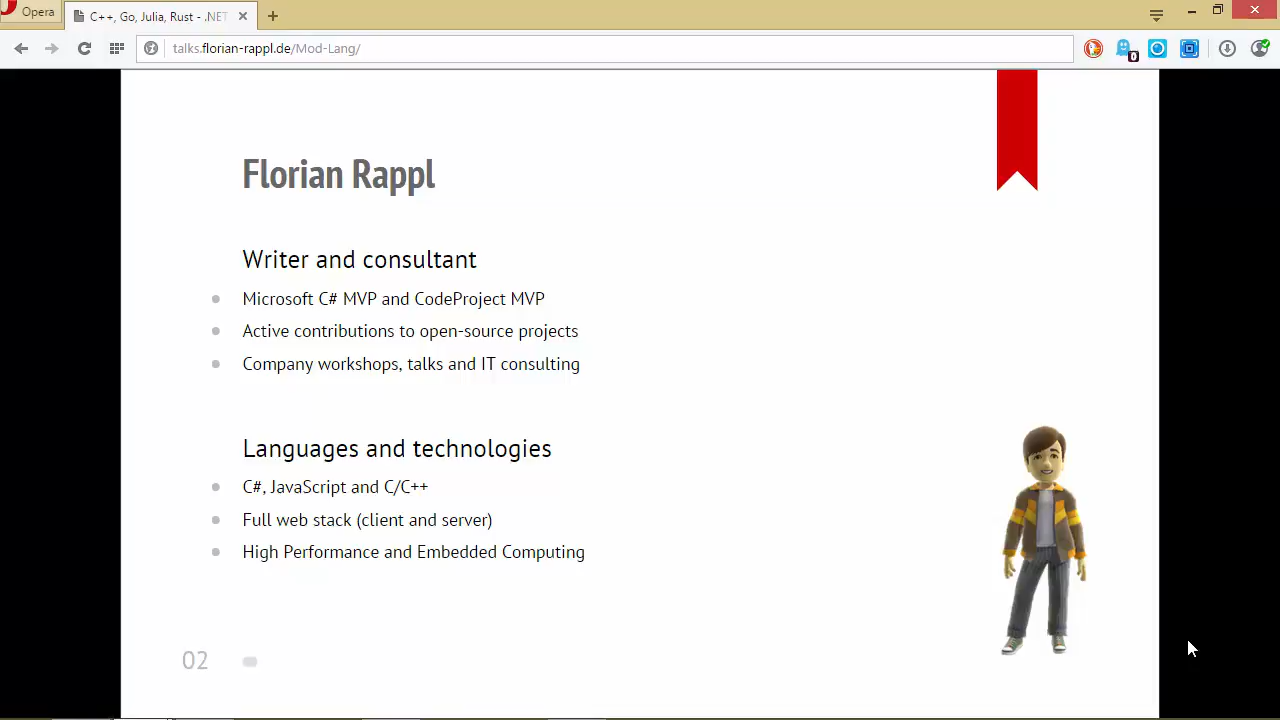 Opera
C++, Go, Julia, Rust - .NET
talks.florian-rappl.de/Mod-Lang/
0
Florian Rappl
Writer and consultant
Microsoft C# MVP and CodeProject MVP
Active contributions to open-source projects
Company workshops, talks and IT consulting
Languages and technologies
C#, JavaScript and C/C++
Full web stack (client and server)
High Performance and Embedded Computing
02